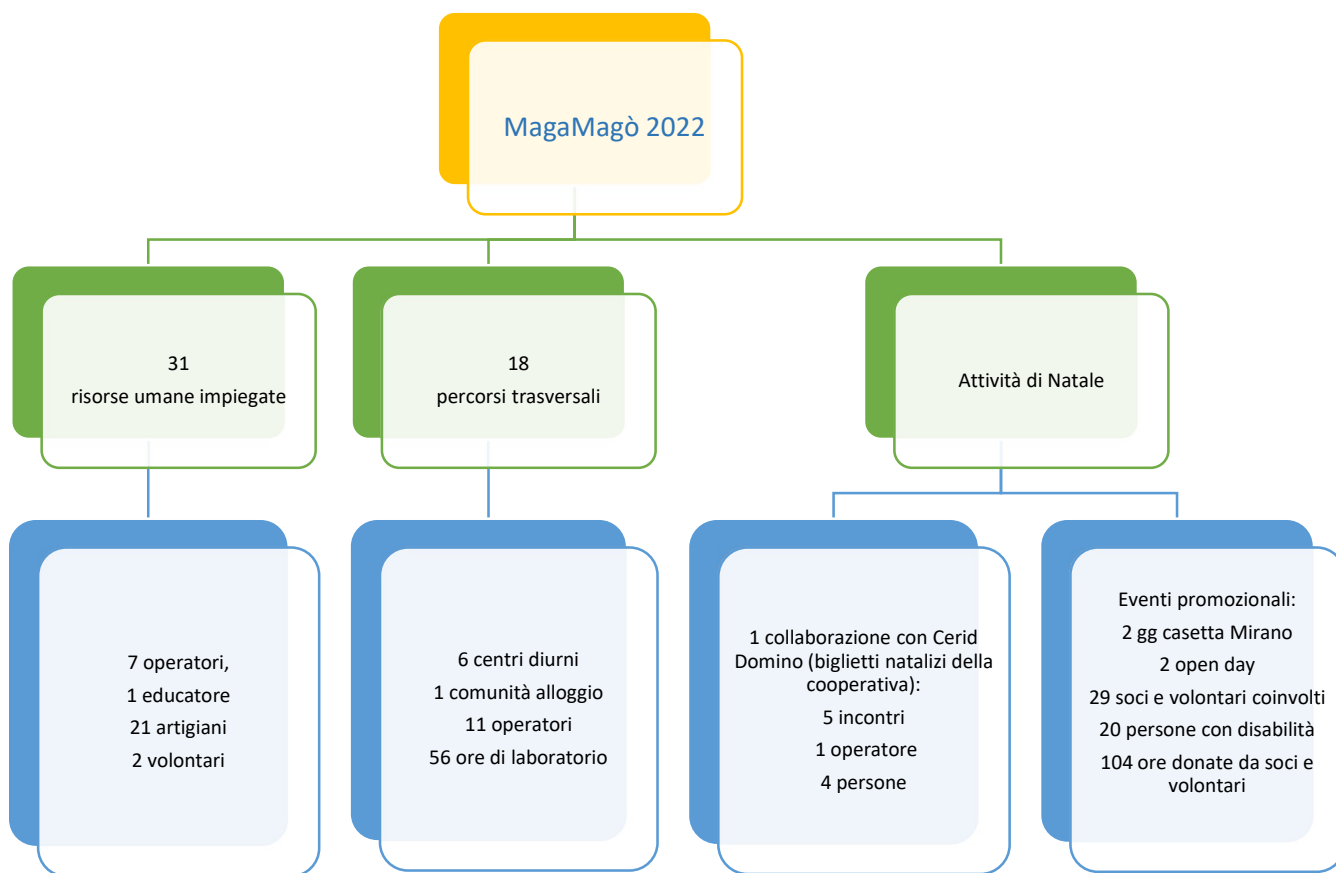 MagaMagò 2022
31
risorse umane impiegate
18
percorsi trasversali
Attività di Natale
7 operatori,
1 educatore
21 artigiani
2 volontari
6 centri diurni
1 comunità alloggio
11 operatori
56 ore di laboratorio
1 collaborazione con Cerid
Domino (biglietti natalizi della
cooperativa):
5 incontri
1 operatore
4 persone
Eventi promozionali:
2 gg casetta Mirano
2 open day
29 soci e volontari coinvolti
20 persone con disabilità
104 ore donate da soci e
volontari